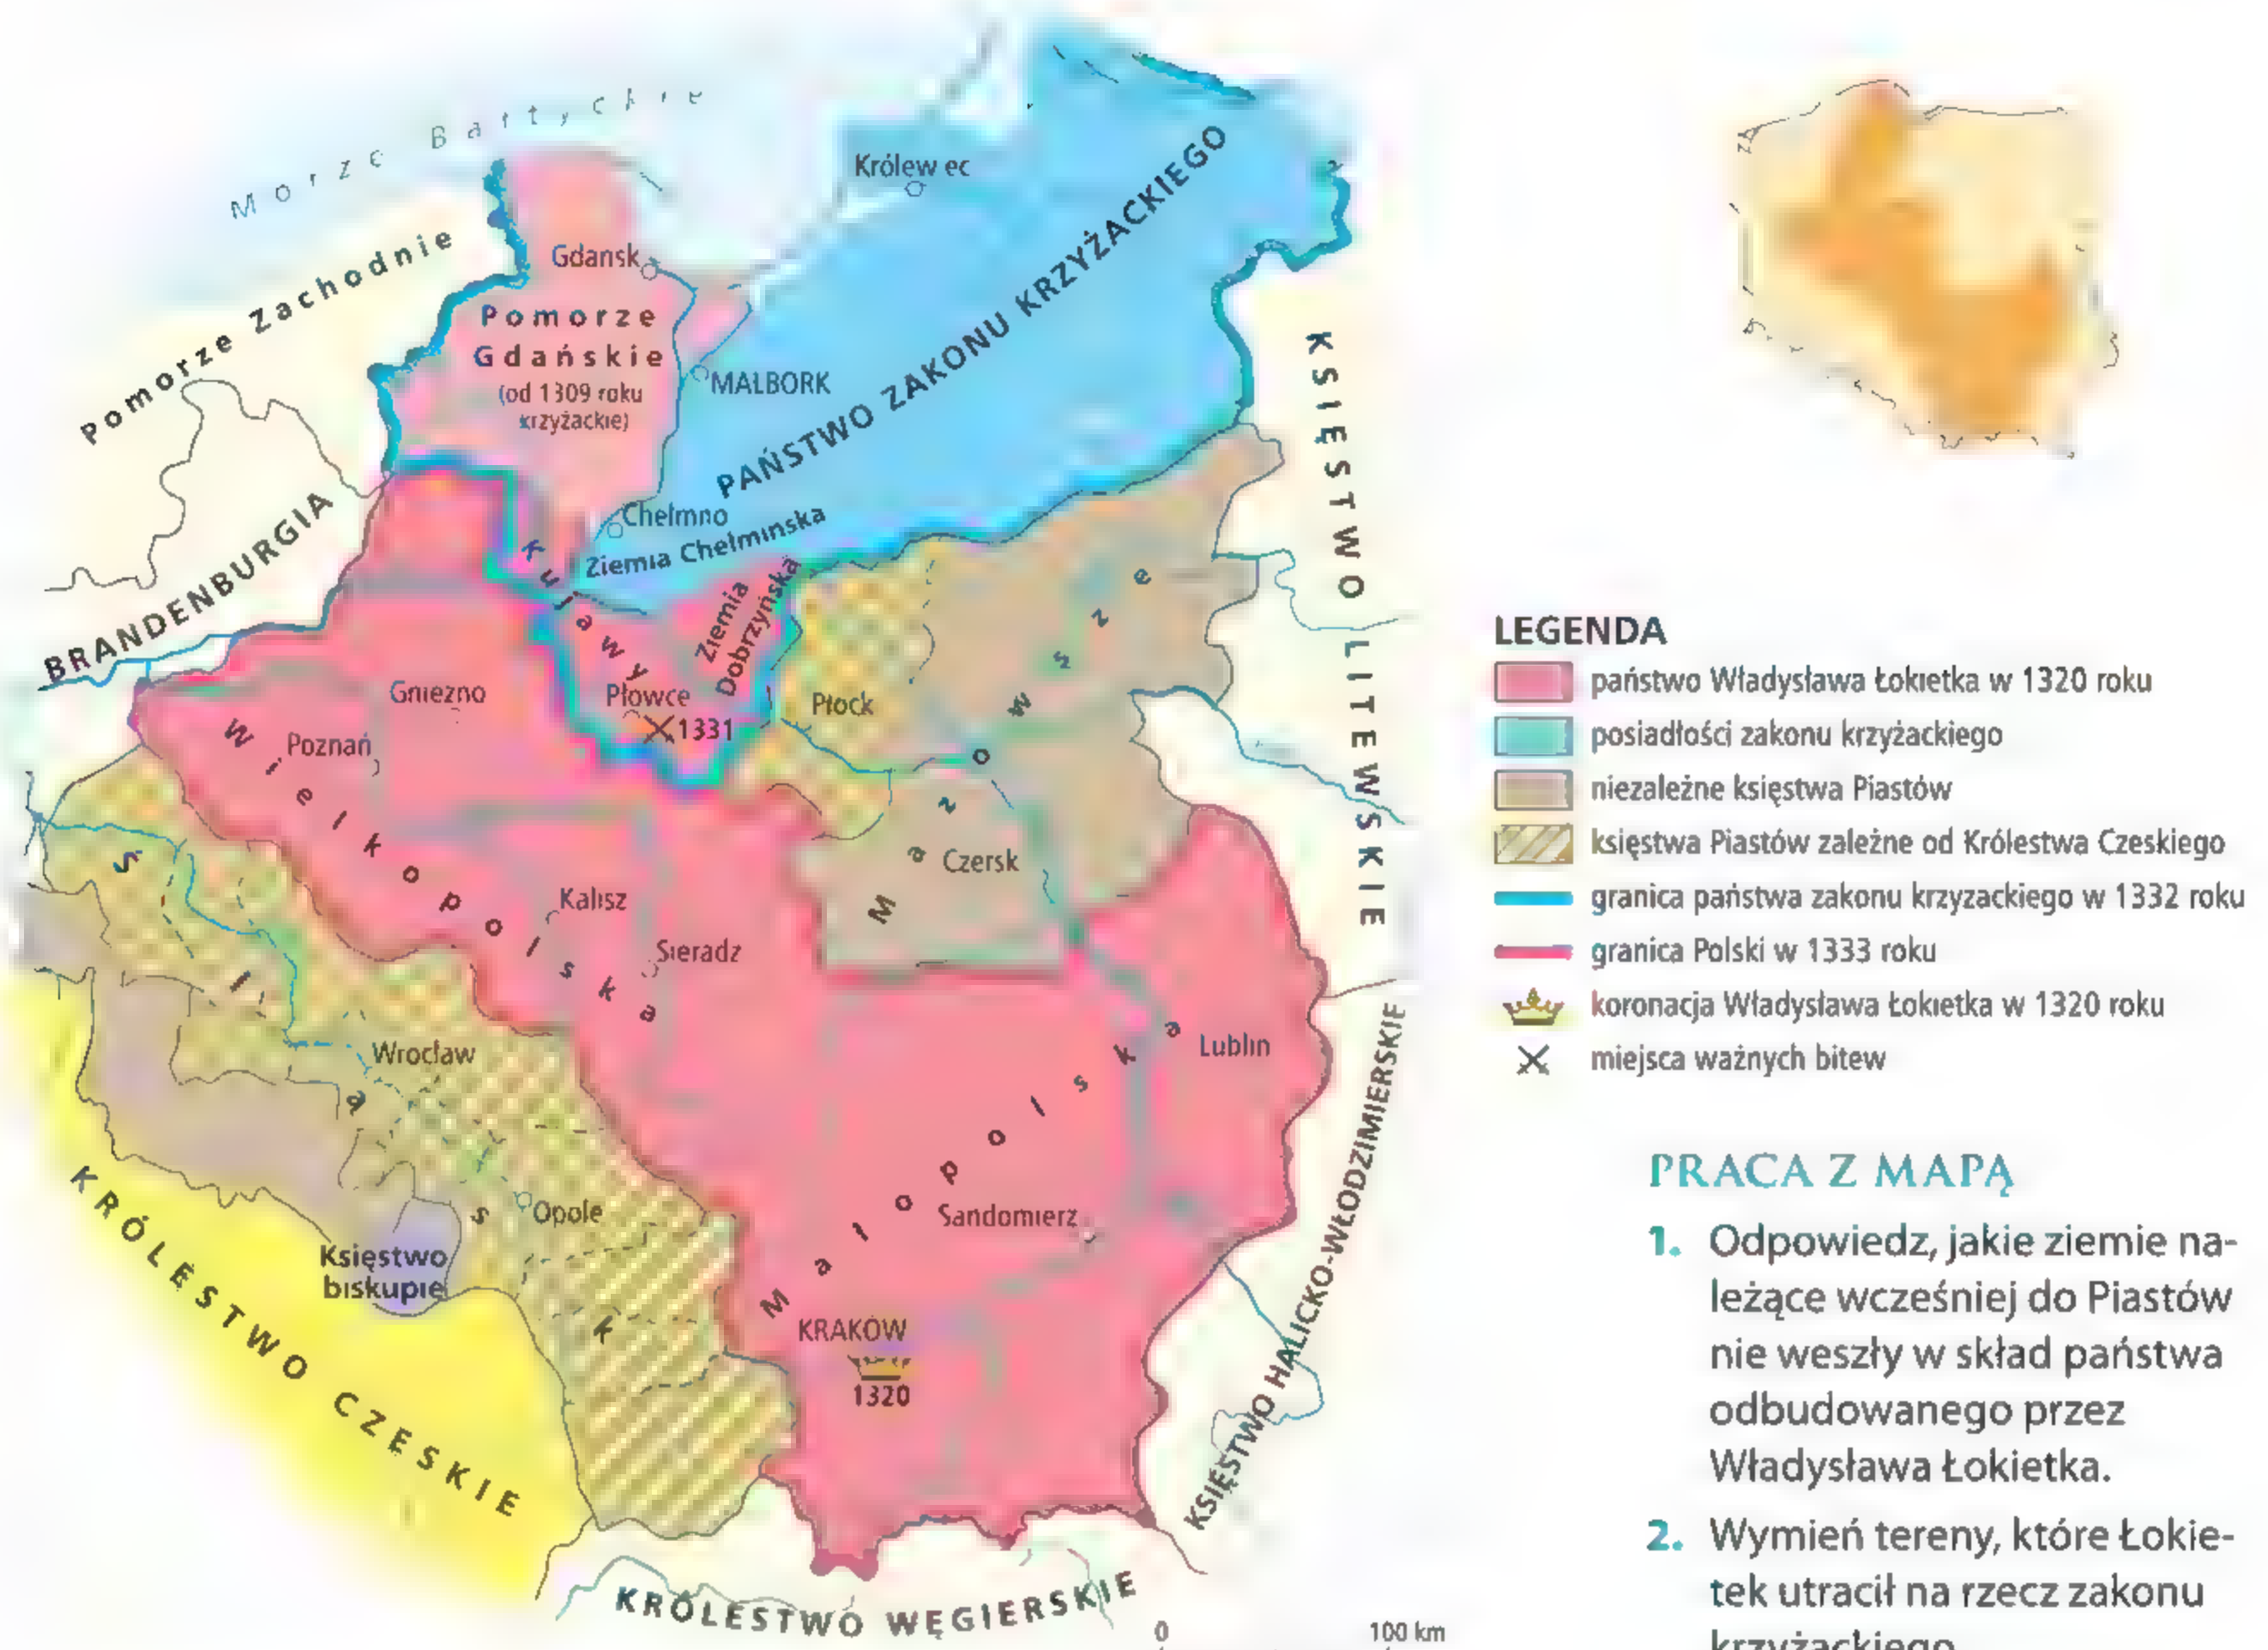 Morze Bałtyckie
Królewec
Pomorze Zachodnie
Gdansk
Pomorze
Gdańskie
(od 1309 roku
krzyżackie)
MALBORK
PAŃSTWO ZAKONU KRZYŻACKIEGO
KSIĘSTWO LITEWSKIE
BRANDENBURGIA
Chełmno
Ziemia Chełmińska
Kujawy
Ziemia
Dobrzyńska
Gniezno
Płowce
1331
Płock
Poznań
Wielkopolska
Mazowsze
Czersk
Kalisz
Sieradz
Śląsk
Wrocław
Lublin
Małopolska
Opole
Sandomierz
Księstwo
biskupie
KRAKÓW
1320
KRÓLESTWO CZESKIE
KSIĘSTWO HALICKO-WŁODZIMIERSKIE
KRÓLESTWO WĘGIERSKIE
0 100 km
LEGENDA
państwo Władysława Łokietka w 1320 roku
posiadłości zakonu krzyżackiego
niezależne księstwa Piastów
księstwa Piastów zależne od Królestwa Czeskiego
granica państwa zakonu krzyzackiego w 1332 roku
granica Polski w 1333 roku
koronacja Władysława Łokietka w 1320 roku
miejsca ważnych bitew
PRACA Z MAPĄ
1. Odpowiedz, jakie ziemie na-
leżące wcześniej do Piastów
nie weszły w skład państwa
odbudowanego przez
Władysława Łokietka.
2. Wymień tereny, które Łokie-
tek utracił na rzecz zakonu
krzyżackiego